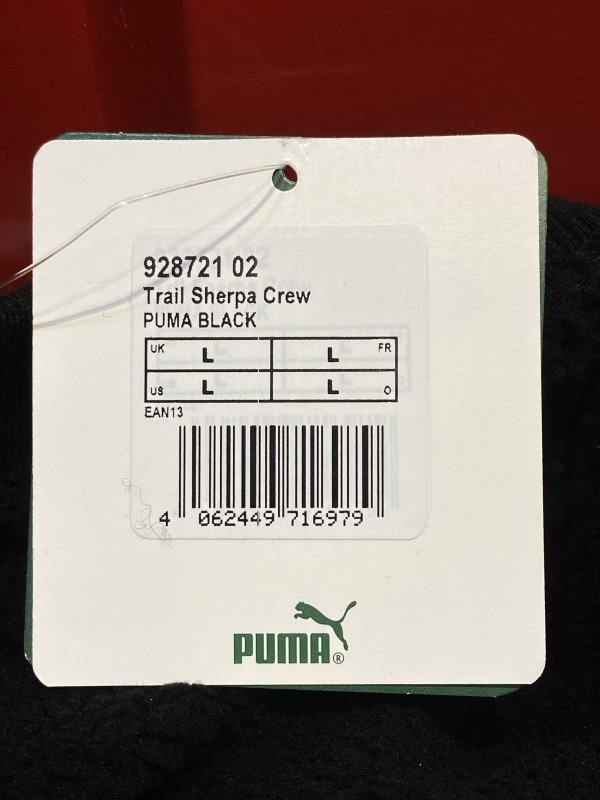 928721 02
Trail Sherpa Crew
PUMA BLACK
UK L L FR
US L L O
EAN13
4 062449 716979
PUMA®